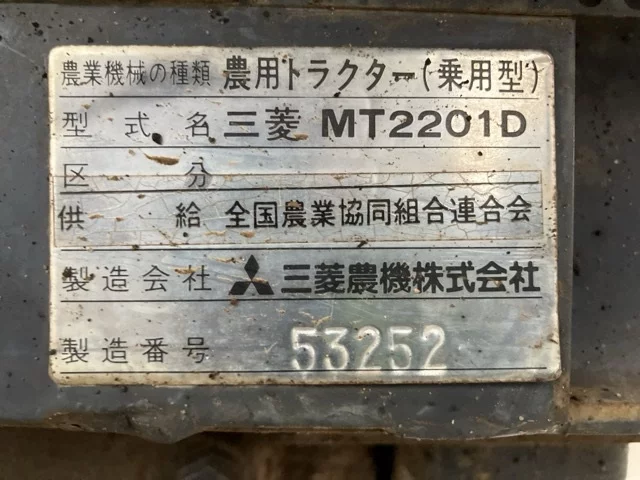 農業機械の種類 農用トラクター(乗用型)
型式名 三菱 MT2201D
区分
供給 全国農業協同組合連合会
製造会社 三菱農機株式会社
製造番号 53252